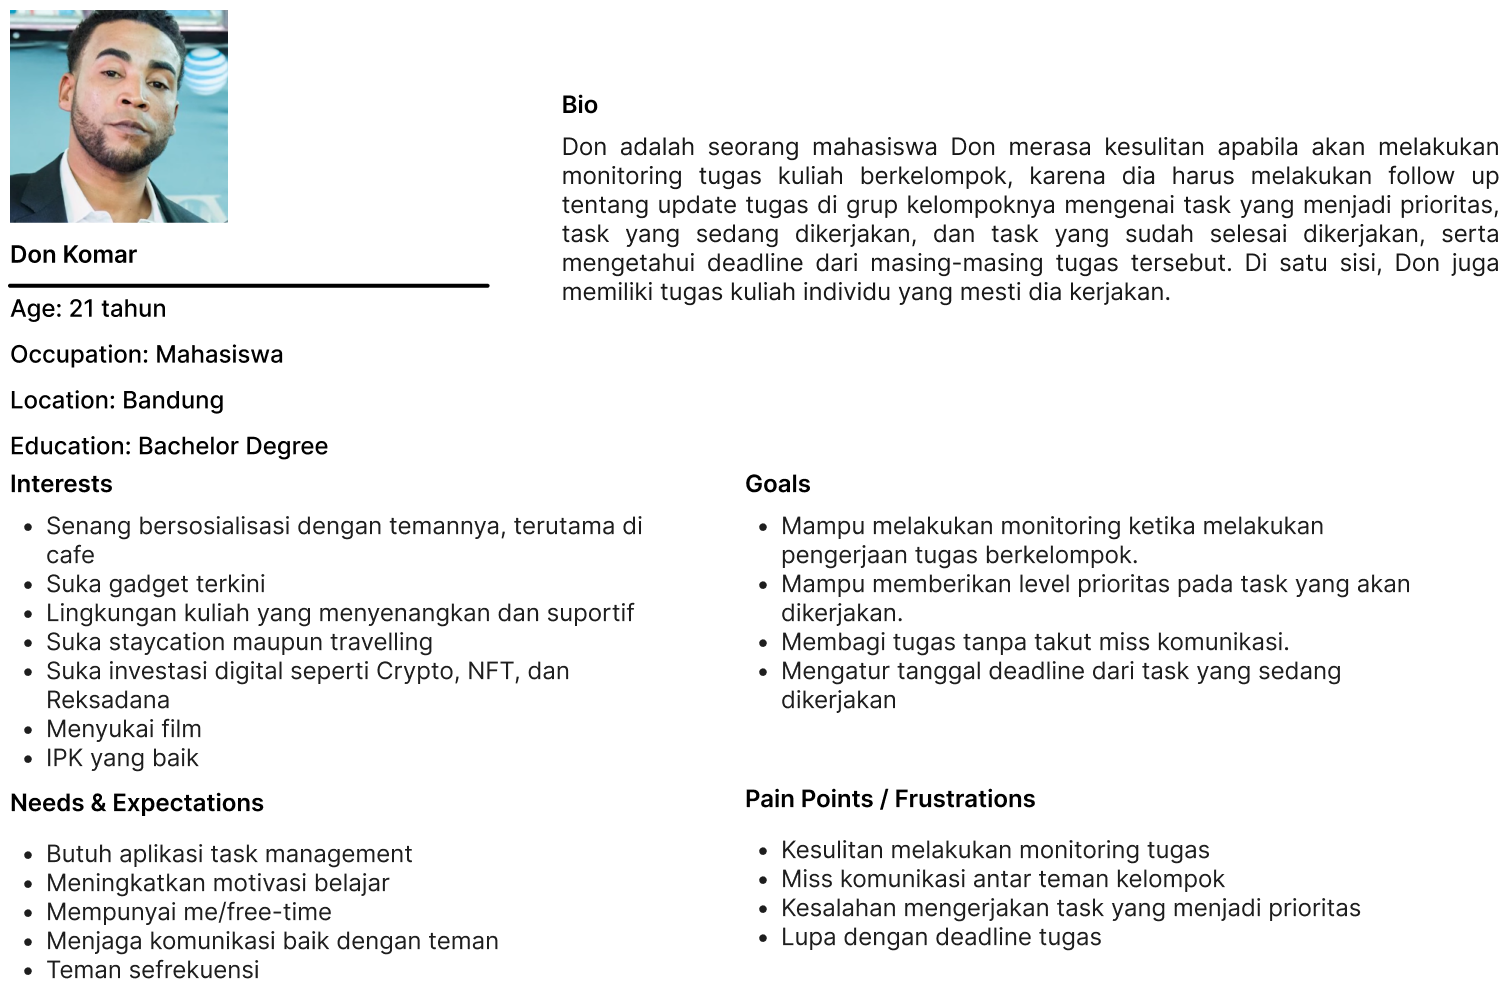 Don Komar
Age: 21 tahun
Occupation: Mahasiswa
Location: Bandung
Education: Bachelor Degree
Bio
Don adalah seorang mahasiswa Don merasa kesulitan apabila akan melakukan
monitoring tugas kuliah berkelompok, karena dia harus melakukan follow up
tentang update tugas di grup kelompoknya mengenai task yang menjadi prioritas,
task yang sedang dikerjakan, dan task yang sudah selesai dikerjakan, serta
mengetahui deadline dari masing-masing tugas tersebut. Di satu sisi, Don juga
memiliki tugas kuliah individu yang mesti dia kerjakan.
Interests
• Senang bersosialisasi dengan temannya, terutama di
cafe
• Suka gadget terkini
• Lingkungan kuliah yang menyenangkan dan suportif
• Suka staycation maupun travelling
• Suka investasi digital seperti Crypto, NFT, dan
Reksadana
• Menyukai film
• IPK yang baik
Goals
• Mampu melakukan monitoring ketika melakukan
pengerjaan tugas berkelompok.
• Mampu memberikan level prioritas pada task yang akan
dikerjakan.
• Membagi tugas tanpa takut miss komunikasi.
• Mengatur tanggal deadline dari task yang sedang
dikerjakan
Needs & Expectations
• Butuh aplikasi task management
• Meningkatkan motivasi belajar
• Mempunyai me/free-time
• Menjaga komunikasi baik dengan teman
• Teman sefrekuensi
Pain Points / Frustrations
• Kesulitan melakukan monitoring tugas
• Miss komunikasi antar teman kelompok
• Kesalahan mengerjakan task yang menjadi prioritas
• Lupa dengan deadline tugas